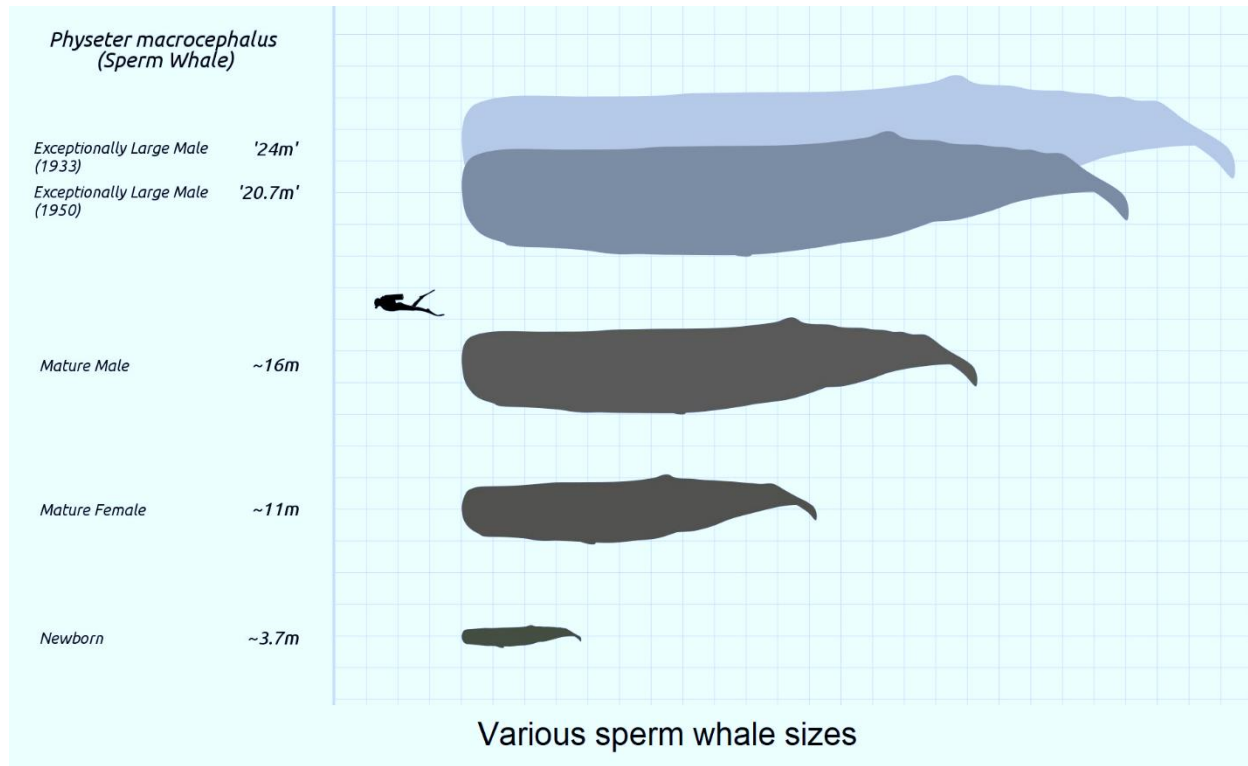 Physeter macrocephalus
(Sperm Whale)
Exceptionally Large Male '24m'
(1933)
Exceptionally Large Male '20.7m'
(1950)
Mature Male ~16m
Mature Female ~11m
Newborn ~3.7m
Various sperm whale sizes